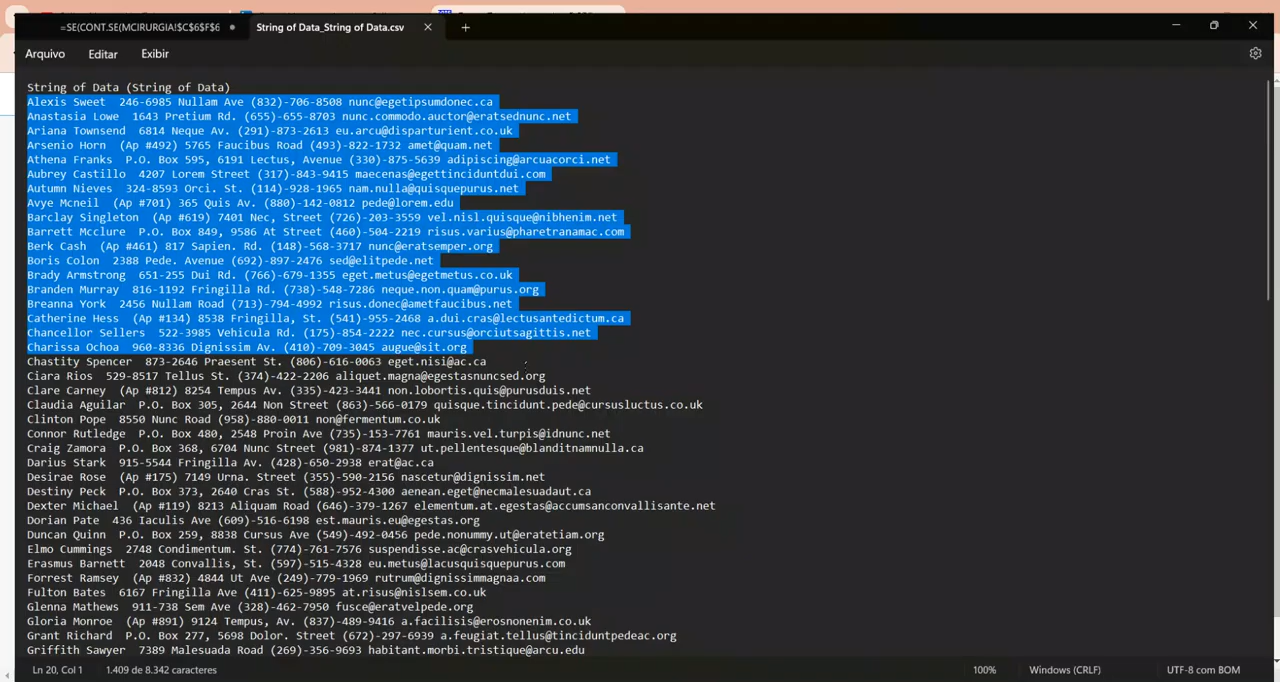 =SE(CONT.SE(MCIRURGIA!$C$6$F$6
String of Data_String of Data.csv
Arquivo Editar Exibir
String of Data (String of Data)
Alexis Sweet 246-6985 Nullam Ave (832)-706-8508 nunc@egetipsumdonec.ca
Anastasia Lowe 1643 Pretium Rd. (655)-655-8703 nunc.commodo.auctor@eratsednunc.net
Ariana Townsend 6814 Neque Av. (291)-873-2613 eu.arcu@disparturient.co.uk
Arsenio Horn (Ap #492) 5765 Faucibus Road (493)-822-1732 amet@quam.net
Athena Franks P.O. Box 595, 6191 Lectus, Avenue (330)-875-5639 adipiscing@arcuacorci.net
Aubrey Castillo 4207 Lorem Street (317)-843-9415 maecenas@egettinciduntdui.com
Autumn Nieves 324-8593 Orci. St. (114)-928-1965 nam.nulla@quisquepurus.net
Avye Mcneil (Ap #701) 365 Quis Av. (880)-142-0812 pede@lorem.edu
Barclay Singleton (Ap #619) 7401 Nec, Street (726)-203-3559 vel.nisl.quisque@nibhenim.net
Barrett Mcclure P.O. Box 849, 9586 At Street (460)-504-2219 risus.varius@pharetranamac.com
Berk Cash (Ap #461) 817 Sapien. Rd. (148)-568-3717 nunc@eratsemper.org
Boris Colon 2388 Pede. Avenue (692)-897-2476 sed@elitpede.net
Brady Armstrong 651-255 Dui Rd. (766)-679-1355 eget.metus@egetmetus.co.uk
Branden Murray 816-1192 Fringilla Rd. (738)-548-7286 neque.non.quam@purus.org
Breanna York 2456 Nullam Road (713)-794-4992 risus.donec@ametfaucibus.net
Catherine Hess (Ap #134) 8538 Fringilla, St. (541)-955-2468 a.dui.cras@lectusantedictum.ca
Chancellor Sellers 522-3985 Vehicula Rd. (175)-854-2222 nec.cursus@orciutsagittis.net
Charissa Ochoa 960-8336 Dignissim Av. (410)-709-3045 augue@sit.org
Chastity Spencer 873-2646 Praesent St. (806)-616-0063 eget.nisi@ac.ca
Ciara Rios 529-8517 Tellus St. (374)-422-2206 aliquet.magna@egestasnuncsed.org
Clare Carney (Ap #812) 8254 Tempus Av. (335)-423-3441 non.lobortis.quis@purusduis.net
Claudia Aguilar P.O. Box 305, 2644 Non Street (863)-566-0179 quisque.tincidunt.pede@cursusluctus.co.uk
Clinton Pope 8550 Nunc Road (958)-880-0011 non@fermentum.co.uk
Connor Rutledge P.O. Box 480, 2548 Proin Ave (735)-153-7761 mauris.vel.turpis@idnunc.net
Craig Zamora P.O. Box 368, 6704 Nunc Street (981)-874-1377 ut.pellentesque@blanditnamnulla.ca
Darius Stark 915-5544 Fringilla Av. (428)-650-2938 erat@ac.ca
Desirae Rose (Ap #175) 7149 Urna. Street (355)-590-2156 nascetur@dignissim.net
Destiny Peck P.O. Box 373, 2640 Cras St. (588)-952-4300 aenean.eget@necmalesuadaut.ca
Dexter Michael (Ap #119) 8213 Aliquam Road (646)-379-1267 elementum.at.egestas@accumsanconvallisante.net
Dorian Pate 436 Iaculis Ave (609)-516-6198 est.mauris.eu@egestas.org
Duncan Quinn P.O. Box 259, 8838 Cursus Ave (549)-492-0456 pede.nonummy.ut@eratetiam.org
Elmo Cummings 2748 Condimentum. St. (774)-761-7576 suspendisse.ac@crasvehicula.org
Erasmus Barnett 2048 Convallis, St. (597)-515-4328 eu.metus@lacusquisquepurus.com
Forrest Ramsey (Ap #832) 4844 Ut Ave (249)-779-1969 rutrum@dignissimmagnaa.com
Fulton Bates 6167 Fringilla Ave (411)-625-9895 at.risus@nislsem.co.uk
Glenna Mathews 911-738 Sem Ave (328)-462-7950 fusce@eratvelpede.org
Gloria Monroe (Ap #891) 9124 Tempus, Av. (837)-489-9416 a.facilisis@erosnonenim.co.uk
Grant Richard P.O. Box 277, 5698 Dolor. Street (672)-297-6939 a.feugiat.tellus@tinciduntpedeac.org
Griffith Sawyer 7389 Malesuada Road (269)-356-9693 habitant.morbi.tristique@arcu.edu
Ln 20, Col 1 1.409 de 8.342 caracteres 100% Windows (CRLF) UTF-8 com BOM